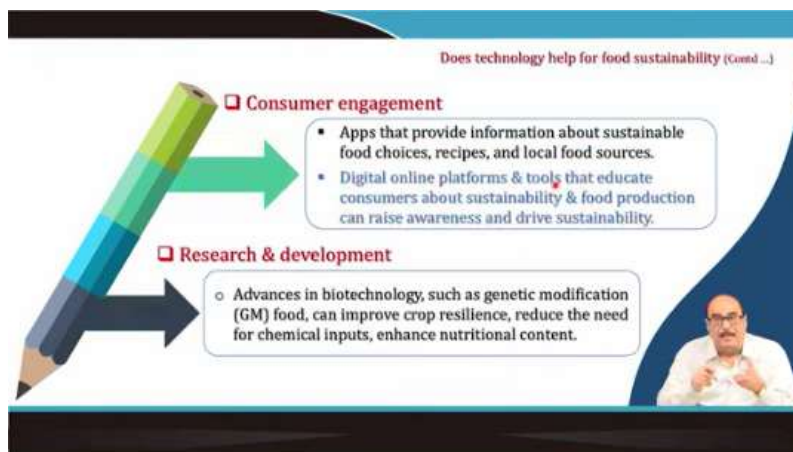 Does technology help for food sustainability (Contd ...)
❑ Consumer engagement
▪ Apps that provide information about sustainable
food choices, recipes, and local food sources.
▪ Digital online platforms & tools that educate
consumers about sustainability & food production
can raise awareness and drive sustainability.
❑ Research & development
o Advances in biotechnology, such as genetic modification
(GM) food, can improve crop resilience, reduce the need
for chemical inputs, enhance nutritional content.